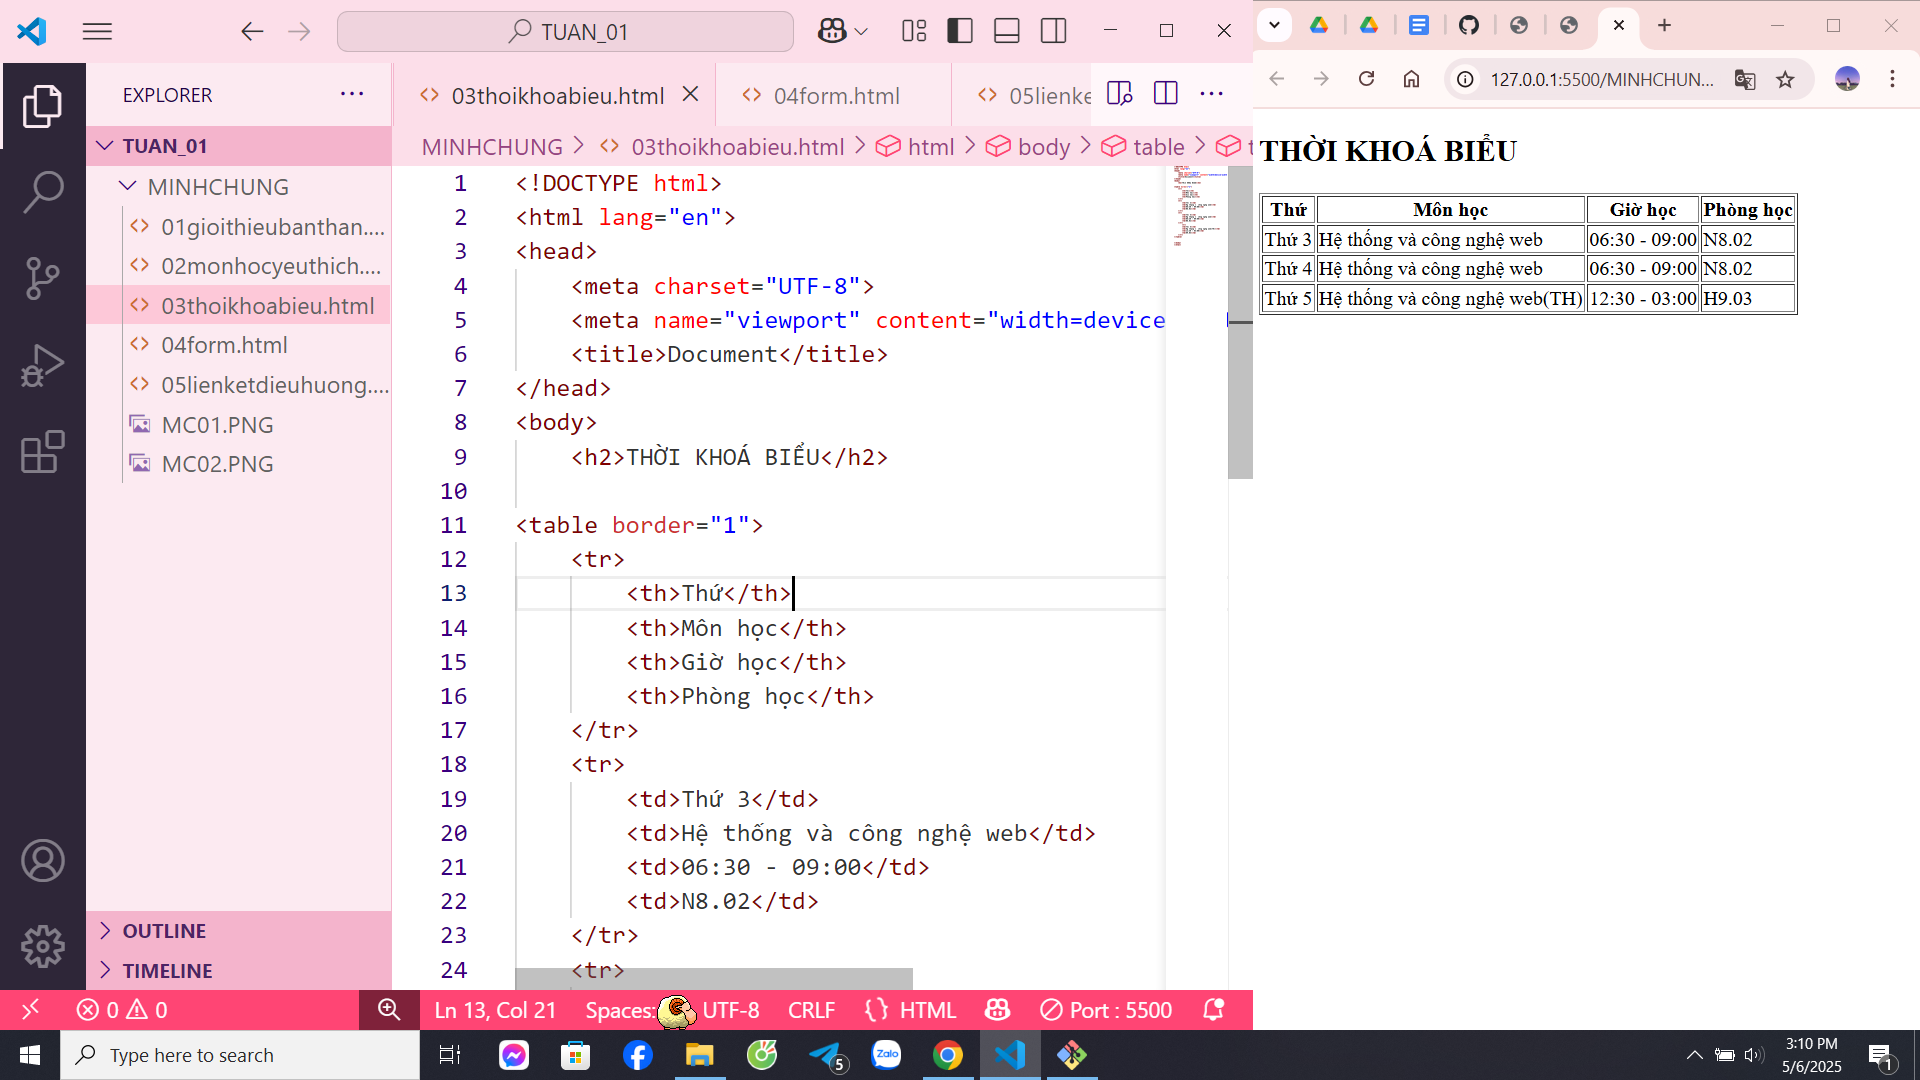 TUAN_01
127.0.0.1:5500/MINHCHUN...
EXPLORER
TUAN_01
MINHCHUNG
01gioithieubanthan....
02monhocyeuthich....
03thoikhoabieu.html
04form.html
05lienketdieuhuong....
MC01.PNG
MC02.PNG
OUTLINE
TIMELINE
03thoikhoabieu.html
04form.html
05lienke
MINHCHUNG > 03thoikhoabieu.html > html > body > table > t
1 <!DOCTYPE html>
2 <html lang="en">
3 <head>
4 <meta charset="UTF-8">
5 <meta name="viewport" content="width=device
6 <title>Document</title>
7 </head>
8 <body>
9 <h2>THỜI KHOÁ BIỂU</h2>
10
11 <table border="1">
12 <tr>
13 <th>Thứ</th>
14 <th>Môn học</th>
15 <th>Giờ học</th>
16 <th>Phòng học</th>
17 </tr>
18 <tr>
19 <td>Thứ 3</td>
20 <td>Hệ thống và công nghệ web</td>
21 <td>06:30 - 09:00</td>
22 <td>N8.02</td>
23 </tr>
24 <tr>
THỜI KHOÁ BIỂU
Thứ Môn học Giờ học Phòng học
Thứ 3 Hệ thống và công nghệ web 06:30 - 09:00 N8.02
Thứ 4 Hệ thống và công nghệ web 06:30 - 09:00 N8.02
Thứ 5 Hệ thống và công nghệ web(TH) 12:30 - 03:00 H9.03
0 0 Ln 13, Col 21 Spaces: UTF-8 CRLF {} HTML Port : 5500
Type here to search
5
Zalo
3:10 PM
5/6/2025
1